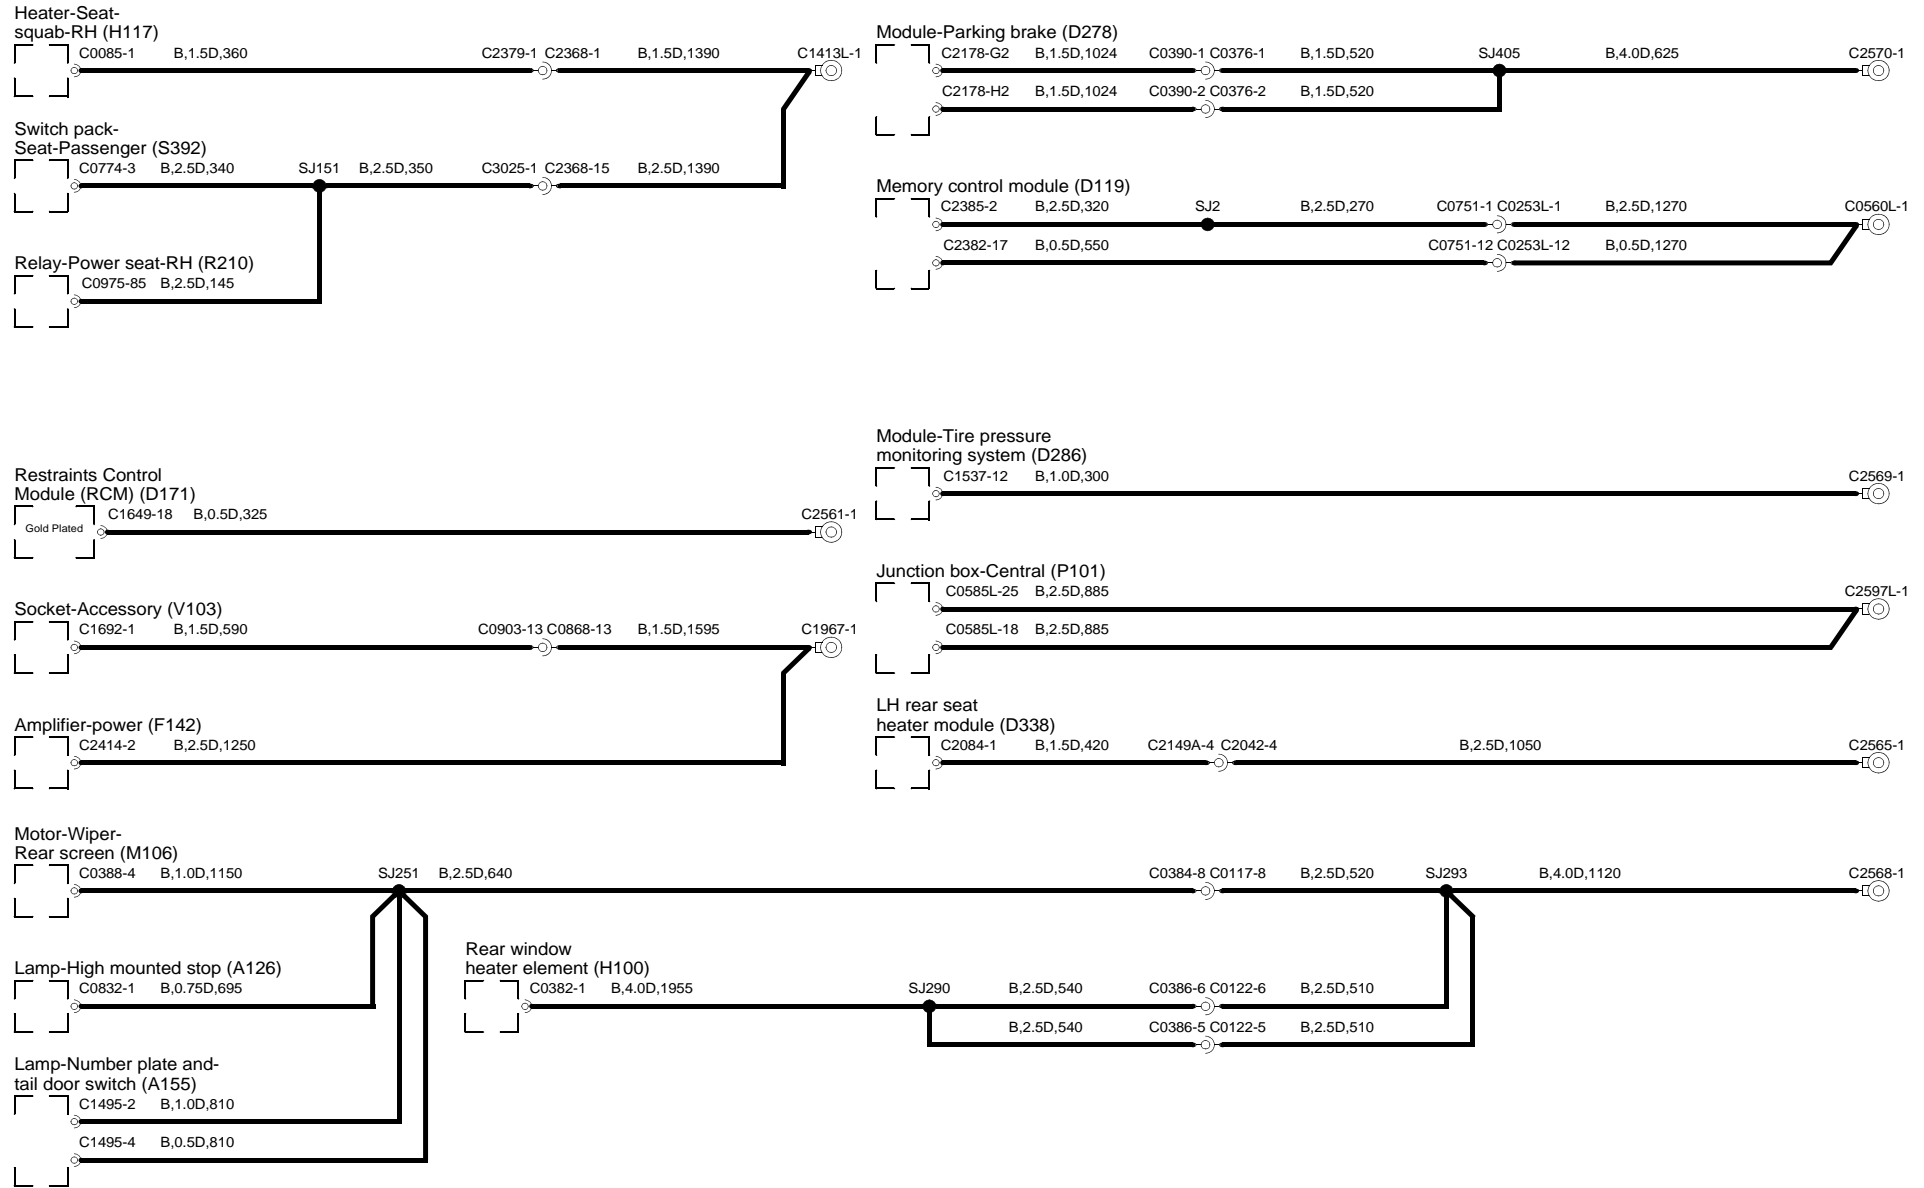 Heater-Seat-
squab-RH (H117)
C0085-1 B,1.5D,360 C2379-1 C2368-1 B,1.5D,1390 C1413L-1
Switch pack-
Seat-Passenger (S392)
C0774-3 B,2.5D,340 SJ151 B,2.5D,350 C3025-1 C2368-15 B,2.5D,1390
Relay-Power seat-RH (R210)
C0975-85 B,2.5D,145
Module-Parking brake (D278)
C2178-G2 B,1.5D,1024 C0390-1 C0376-1 B,1.5D,520 SJ405 B,4.0D,625 C2570-1
C2178-H2 B,1.5D,1024 C0390-2 C0376-2 B,1.5D,520
Memory control module (D119)
C2385-2 B,2.5D,320 SJ2 B,2.5D,270 C0751-1 C0253L-1 B,2.5D,1270 C0560L-1
C2382-17 B,0.5D,550 C0751-12 C0253L-12 B,0.5D,1270
Restraints Control
Module (RCM) (D171)
C1649-18 B,0.5D,325 C2561-1
Gold Plated
Socket-Accessory (V103)
C1692-1 B,1.5D,590 C0903-13 C0868-13 B,1.5D,1595 C1967-1
Amplifier-power (F142)
C2414-2 B,2.5D,1250
Module-Tire pressure
monitoring system (D286)
C1537-12 B,1.0D,300 C2569-1
Junction box-Central (P101)
C0585L-25 B,2.5D,885 C2597L-1
C0585L-18 B,2.5D,885
LH rear seat
heater module (D338)
C2084-1 B,1.5D,420 C2149A-4 C2042-4 B,2.5D,1050 C2565-1
Motor-Wiper-
Rear screen (M106)
C0388-4 B,1.0D,1150 SJ251 B,2.5D,640 C0384-8 C0117-8 B,2.5D,520 SJ293 B,4.0D,1120 C2568-1
Lamp-High mounted stop (A126)
C0832-1 B,0.75D,695
Rear window
heater element (H100)
C0382-1 B,4.0D,1955 SJ290 B,2.5D,540 C0386-6 C0122-6 B,2.5D,510
B,2.5D,540 C0386-5 C0122-5 B,2.5D,510
Lamp-Number plate and-
tail door switch (A155)
C1495-2 B,1.0D,810
C1495-4 B,0.5D,810